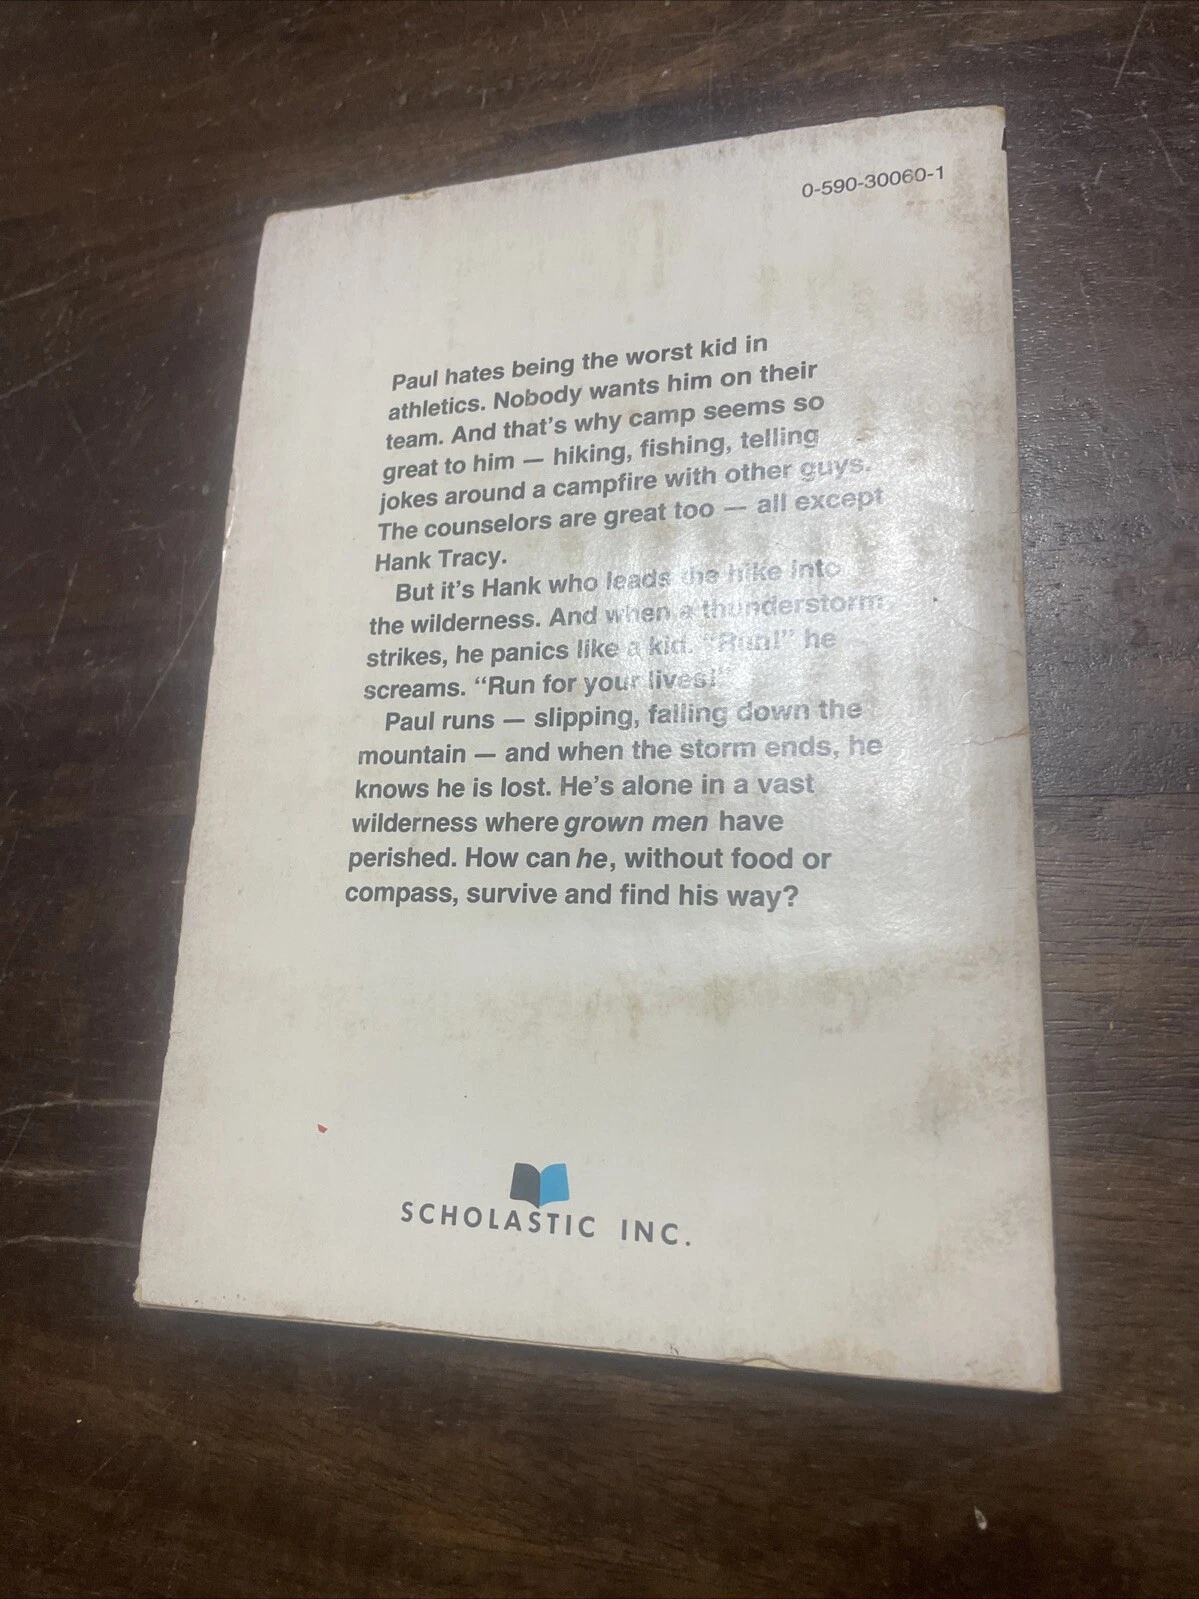 0-590-30060-1
Paul hates being the worst kid in
athletics. Nobody wants him on their
team. And that's why camp seems so
great to him — hiking, fishing, telling
jokes around a campfire with other guys.
The counselors are great too — all except
Hank Tracy.
But it's Hank who leads the hike into
the wilderness. And when a thunderstorm
strikes, he panics like a kid. "Run!" he
screams. "Run for your lives!"
Paul runs — slipping, falling down the
mountain — and when the storm ends, he
knows he is lost. He's alone in a vast
wilderness where grown men have
perished. How can he, without food or
compass, survive and find his way?
SCHOLASTIC INC.